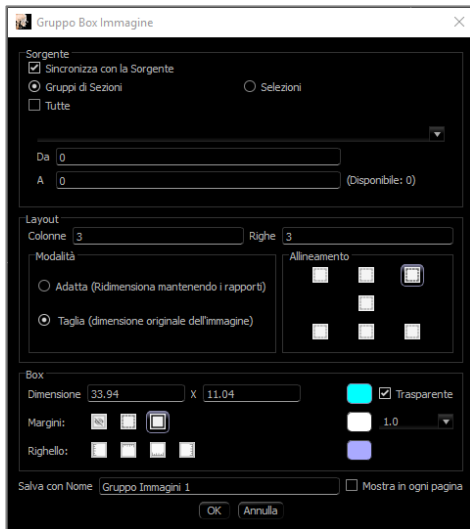 Gruppo Box Immagine
Sorgente
Sincronizza con la Sorgente
Gruppi di Sezioni Selezioni
Tutte
Da 0
A 0 (Disponibile: 0)
Layout
Colonne 3 Righe 3
Modalità Allineamento
Adatta (Ridimensiona mantenendo i rapporti)
Taglia (dimensione originale dell'immagine)
Box
Dimensione 33.94 X 11.04 Trasparente
Margini: 1.0
Righello:
Salva con Nome Gruppo Immagini 1 Mostra in ogni pagina
OK Annulla